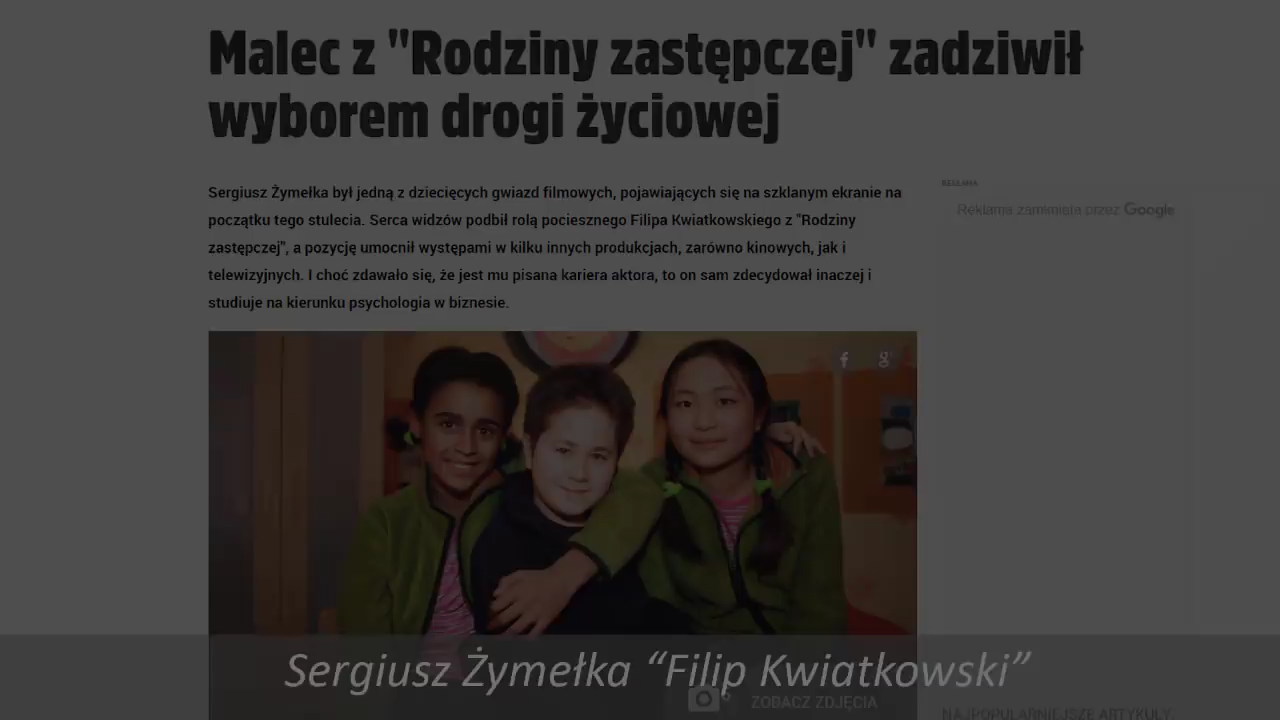 Malec z "Rodziny zastępczej" zadziwił
wyborem drogi życiowej
Sergiusz Żymełka był jedną z dziecięcych gwiazd filmowych, pojawiających się na szklanym ekranie na
początku tego stulecia. Serca widzów podbił rolą pociesznego Filipa Kwiatkowskiego z "Rodziny
zastępczej", a pozycję umocnił występami w kilku innych produkcjach, zarówno kinowych, jak i
telewizyjnych. I choć zdawało się, że jest mu pisana kariera aktora, to on sam zdecydował inaczej i
studiuje na kierunku psychologia w biznesie.
REKLAMA
Reklama zamknięta przez Google
f g+
Sergiusz Żymełka “Filip Kwiatkowski”
ZOBACZ ZDJĘCIA
NAJPOPULARNIEJSZE ARTYKUŁY